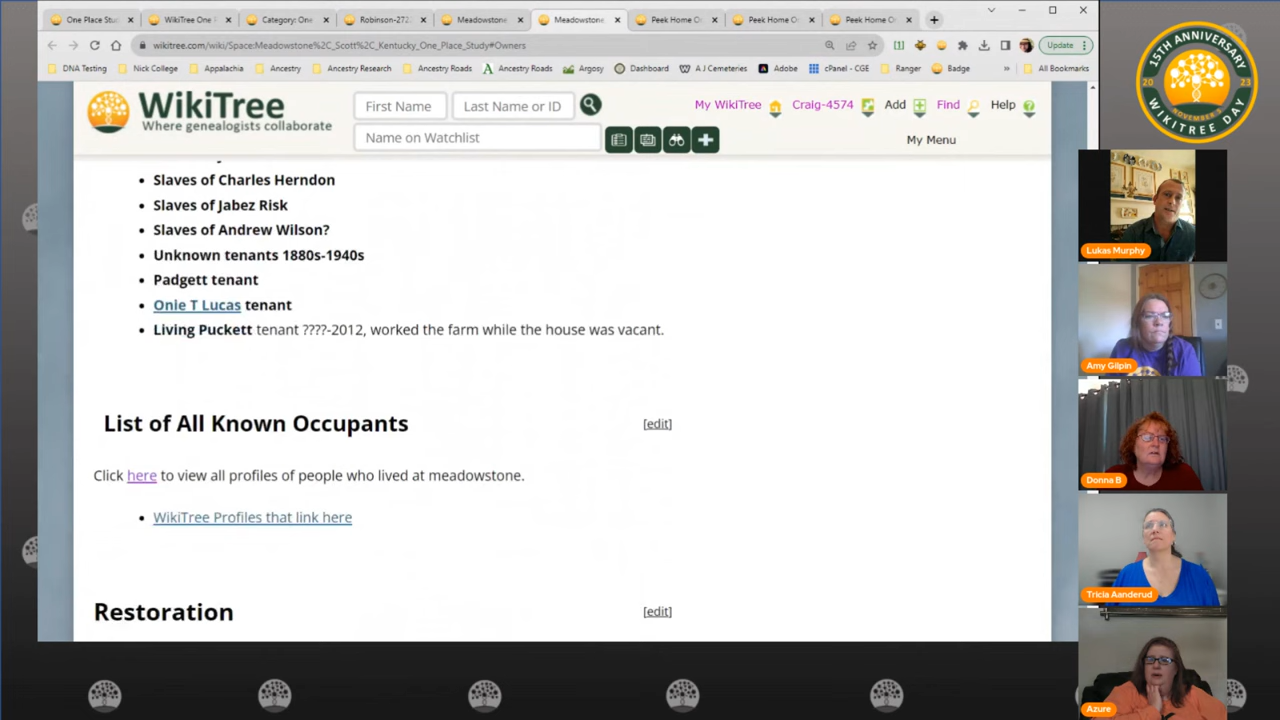 One Place Stud
WikiTree One P
Category: One
Robinson-272
Meadowstone
Meadowstone
Peek Home O
Peek Home O
Peek Home O
wikitree.com/wiki/Space:Meadowstone%2C_Scott%2C_Kentucky_One_Place_Study#Owners
Update
DNA Testing
Nick College
Appalachia
Ancestry
Ancestry Research
Ancestry Roads
Ancestry Roads
Argosy
Dashboard
A J Cemeteries
Adobe
cPanel - CGE
Ranger
Badge
»
All Bookmarks
WikiTree
Where genealogists collaborate
First Name
Last Name or ID
Name on Watchlist
My WikiTree
Craig-4574
Add
Find
Help
My Menu
• Slaves of Charles Herndon
• Slaves of Jabez Risk
• Slaves of Andrew Wilson?
• Unknown tenants 1880s-1940s
• Padgett tenant
• Onie T Lucas tenant
• Living Puckett tenant ????-2012, worked the farm while the house was vacant.
List of All Known Occupants
[edit]
Click here to view all profiles of people who lived at meadowstone.
• WikiTree Profiles that link here
Restoration
[edit]
15TH ANNIVERSARY
20 23
NOVEMBER 5
WIKITREE DAY
Lukas Murphy
Amy Gilpin
Donna B
Tricia Aanderud
Azure